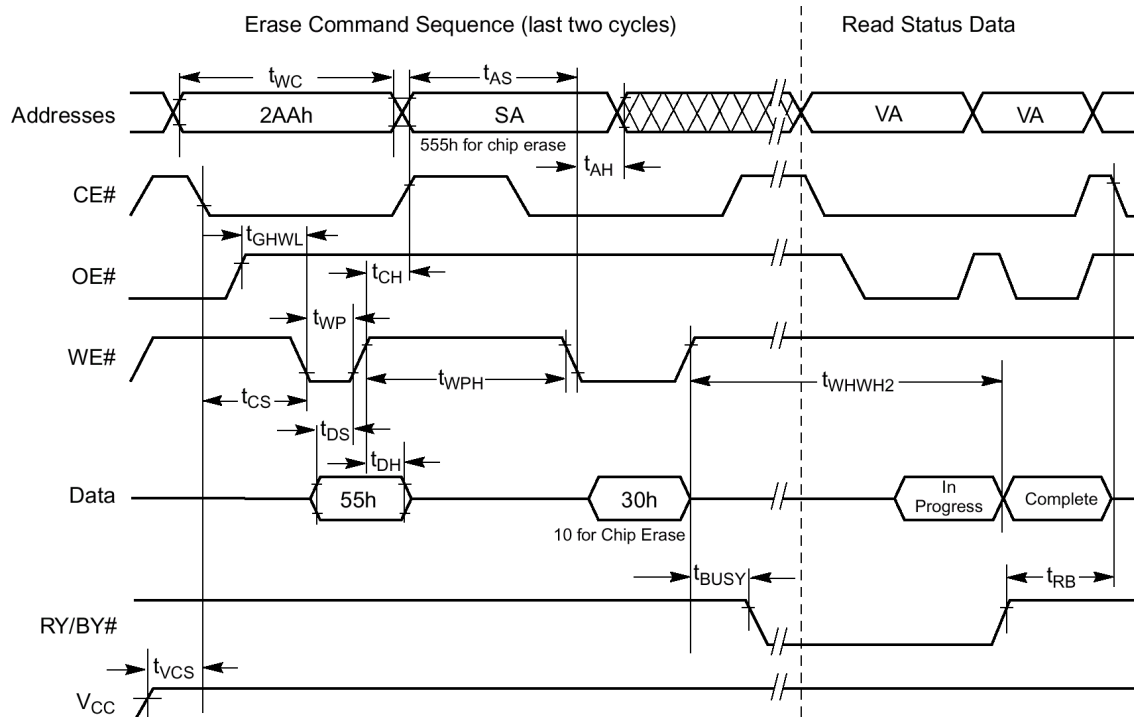 Erase Command Sequence (last two cycles) Read Status Data
tWC tAS
Addresses 2AAh SA VA VA
555h for chip erase
tAH
CE#
tGHWL
OE# tCH
tWP
WE#
tWPH tWHWH2
tCS
tDS
tDH
Data 55h 30h In Progress Complete
10 for Chip Erase
tBUSY tRB
RY/BY#
tVCS
VCC